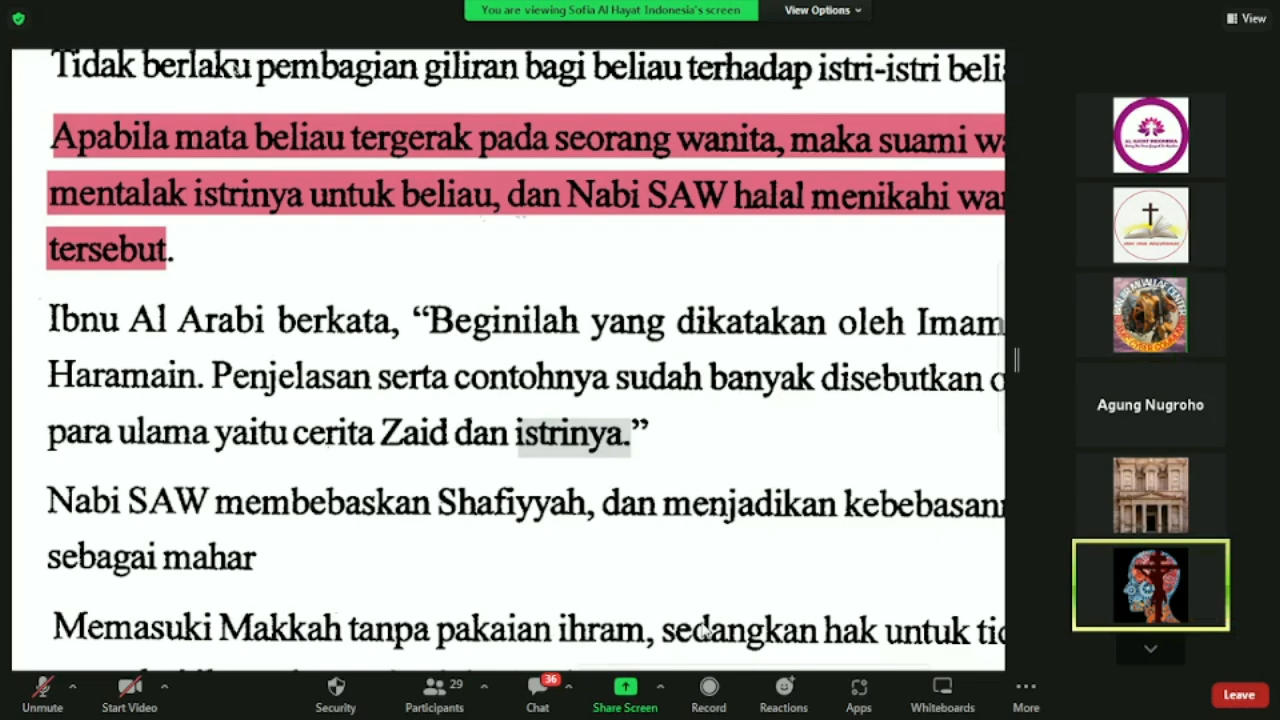 You are viewing Sofia Al Hayat Indonesia's screen
View Options
View
Tidak berlaku pembagian giliran bagi beliau terhadap istri-istri
Apabila mata beliau tergerak pada seorang wanita, maka suami
mentalak istrinya untuk beliau, dan Nabi SAW halal menikahi
tersebut.
Ibnu Al Arabi berkata, “Beginilah yang dikatakan oleh Imam
Haramain. Penjelasan serta contohnya sudah banyak disebutkan
para ulama yaitu cerita Zaid dan istrinya.”
Nabi SAW membebaskan Shafiyyah, dan menjadikan
sebagai mahar
Memasuki Makkah tanpa pakaian ihram, sedangkan hak untuk
AL HAYAT INDONESIA
Agung Nugroho
Unmute
Start Video
Security
29
Participants
36
Chat
Share Screen
Record
Reactions
Apps
Whiteboards
More
Leave